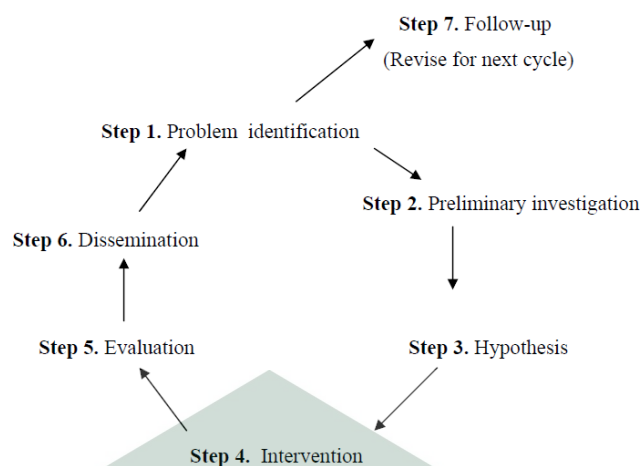 Step 7. Follow-up
(Revise for next cycle)
Step 1. Problem identification
Step 2. Preliminary investigation
Step 6. Dissemination
Step 5. Evaluation
Step 3. Hypothesis
Step 4. Intervention